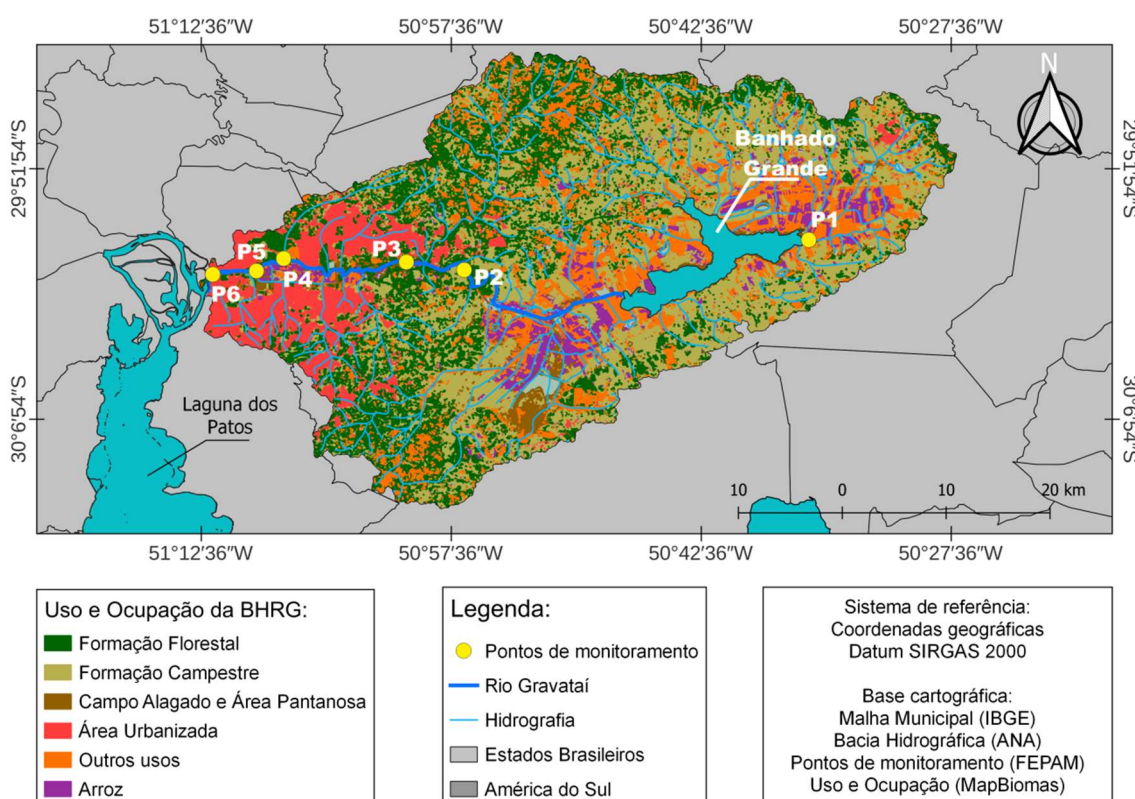 51°12′36″W 50°57′36″W 50°42′36″W 50°27′36″W
N
29°51′54″S
29°51′54″S
Banhado
Grande
P1
P5
P3
P2
P4
P6
Laguna dos
Patos
30°6′54″S
30°6′54″S
10 0 10 20 km
51°12′36″W 50°57′36″W 50°42′36″W 50°27′36″W
Uso e Ocupação da BHRG:
Formação Florestal
Formação Campestre
Campo Alagado e Área Pantanosa
Área Urbanizada
Outros usos
Arroz
Legenda:
Pontos de monitoramento
Rio Gravataí
Hidrografia
Estados Brasileiros
América do Sul
Sistema de referência:
Coordenadas geográficas
Datum SIRGAS 2000
Base cartográfica:
Malha Municipal (IBGE)
Bacia Hidrográfica (ANA)
Pontos de monitoramento (FEPAM)
Uso e Ocupação (MapBiomas)